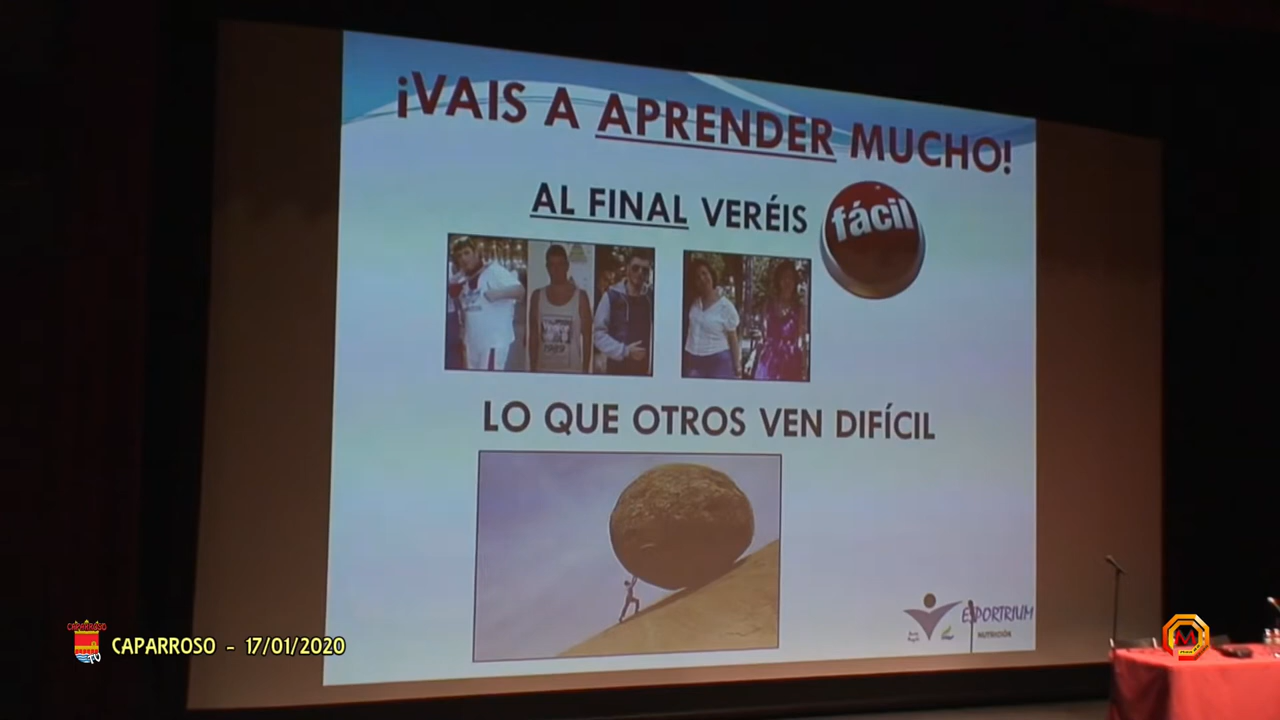 ¡VAIS A APRENDER MUCHO!
AL FINAL VERÉIS
fácil
LO QUE OTROS VEN DIFÍCIL
ESPORTRIUM
NUTRICIÓN
CAPARROSO
TV
CAPARROSO - 17/01/2020
M